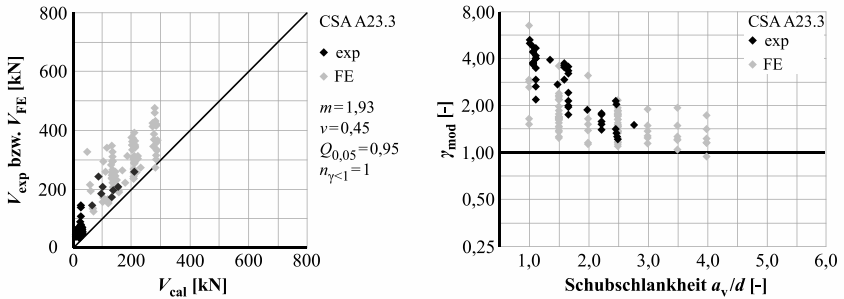 800
600
400
200
0
0
200
400
600
800
V_exp bzw. V_FE [kN]
V_cal [kN]
CSA A23.3
exp
FE
m=1,93
v=0,45
Q_0,05=0,95
n_γ<1=1
8,00
4,00
2,00
1,00
0,50
0,25
1,0
2,0
3,0
4,0
5,0
6,0
γ_mod [-]
Schubschlankheit a_v/d [-]
CSA A23.3
exp
FE